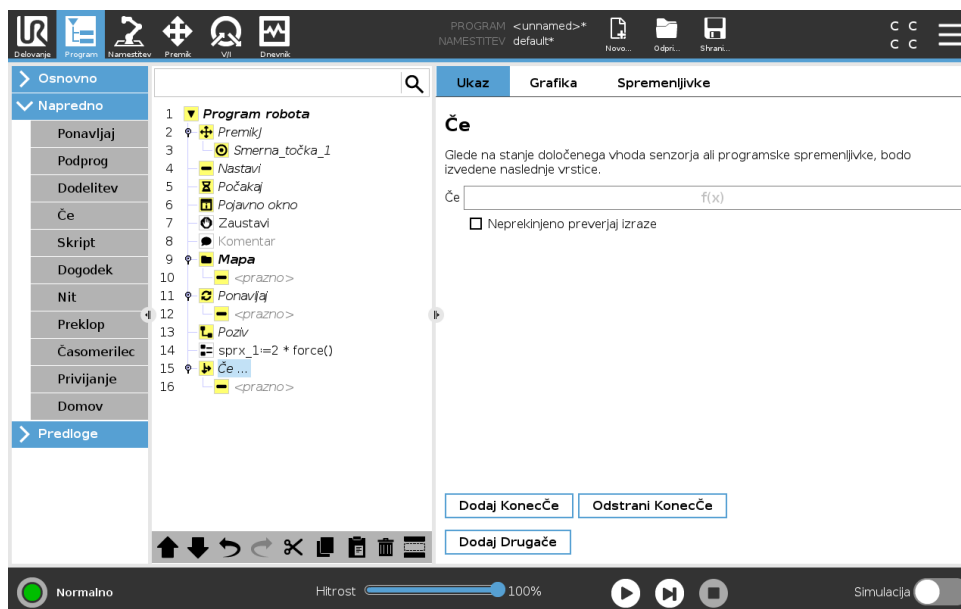 PROGRAM <unnamed>*
NAMESTITEV default*
Delovanje
Program
Namestitev
Premik
V/I
Dnevnik
Novo...
Odpri...
Shrani...
C C
C C
Osnovno
Napredno
Ponavljaj
Podprog
Dodelitev
Če
Skript
Dogodek
Nit
Preklop
Časomerilec
Privijanje
Domov
Predloge
1 Program robota
2 PremikJ
3 Smerna_točka_1
4 Nastavi
5 Počakaj
6 Pojavno okno
7 Zaustavi
8 Komentar
9 Mapa
10 <prazno>
11 Ponavljaj
12 <prazno>
13 Poziv
14 sprx_1:=2 * force()
15 Če ...
16 <prazno>
Ukaz
Grafika
Spremenljivke
Če
Glede na stanje določenega vhoda senzorja ali programske spremenljivke, bodo
izvedene naslednje vrstice.
Če f(x)
Neprekinjeno preverjaj izraze
Dodaj KonecČe
Odstrani KonecČe
Dodaj Drugače
Normalno
Hitrost
100%
Simulacija